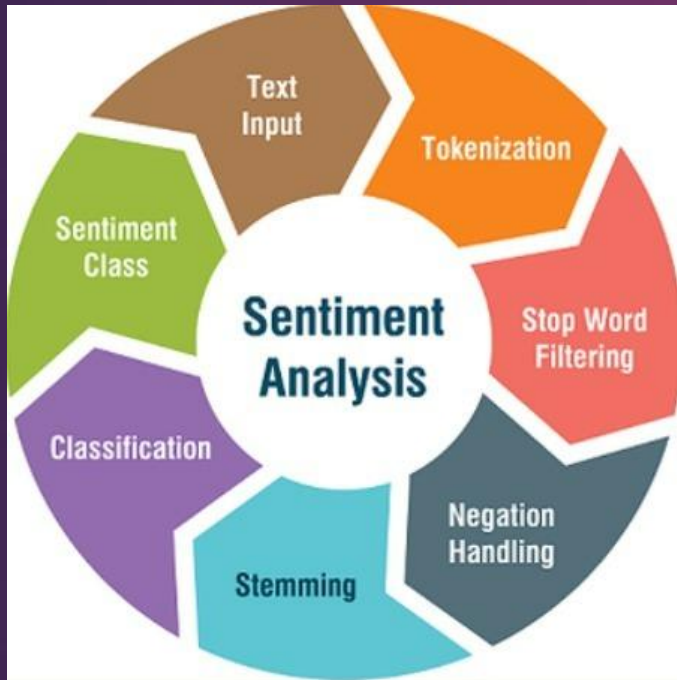 Text
Input
Tokenization
Stop Word
Filtering
Negation
Handling
Stemming
Classification
Sentiment
Class
Sentiment
Analysis